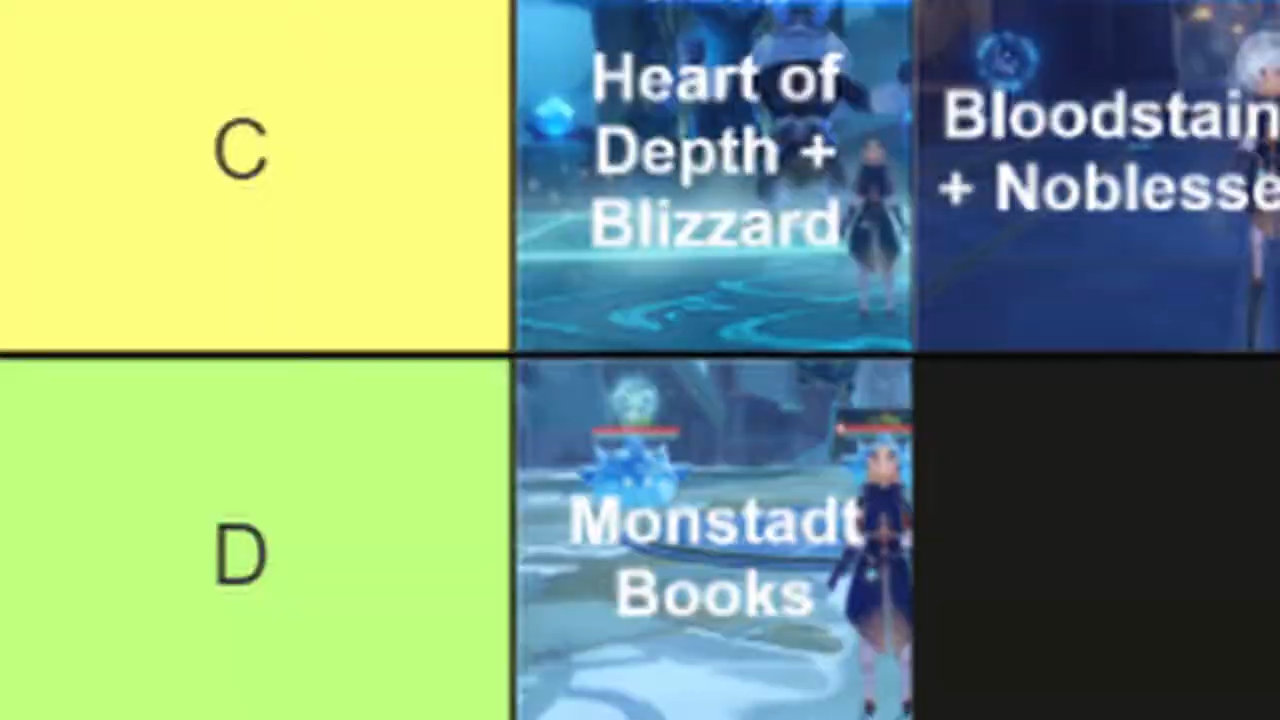 C
Heart of
Depth +
Blizzard
Bloodstain
+ Noblesse
D
Monstadt
Books